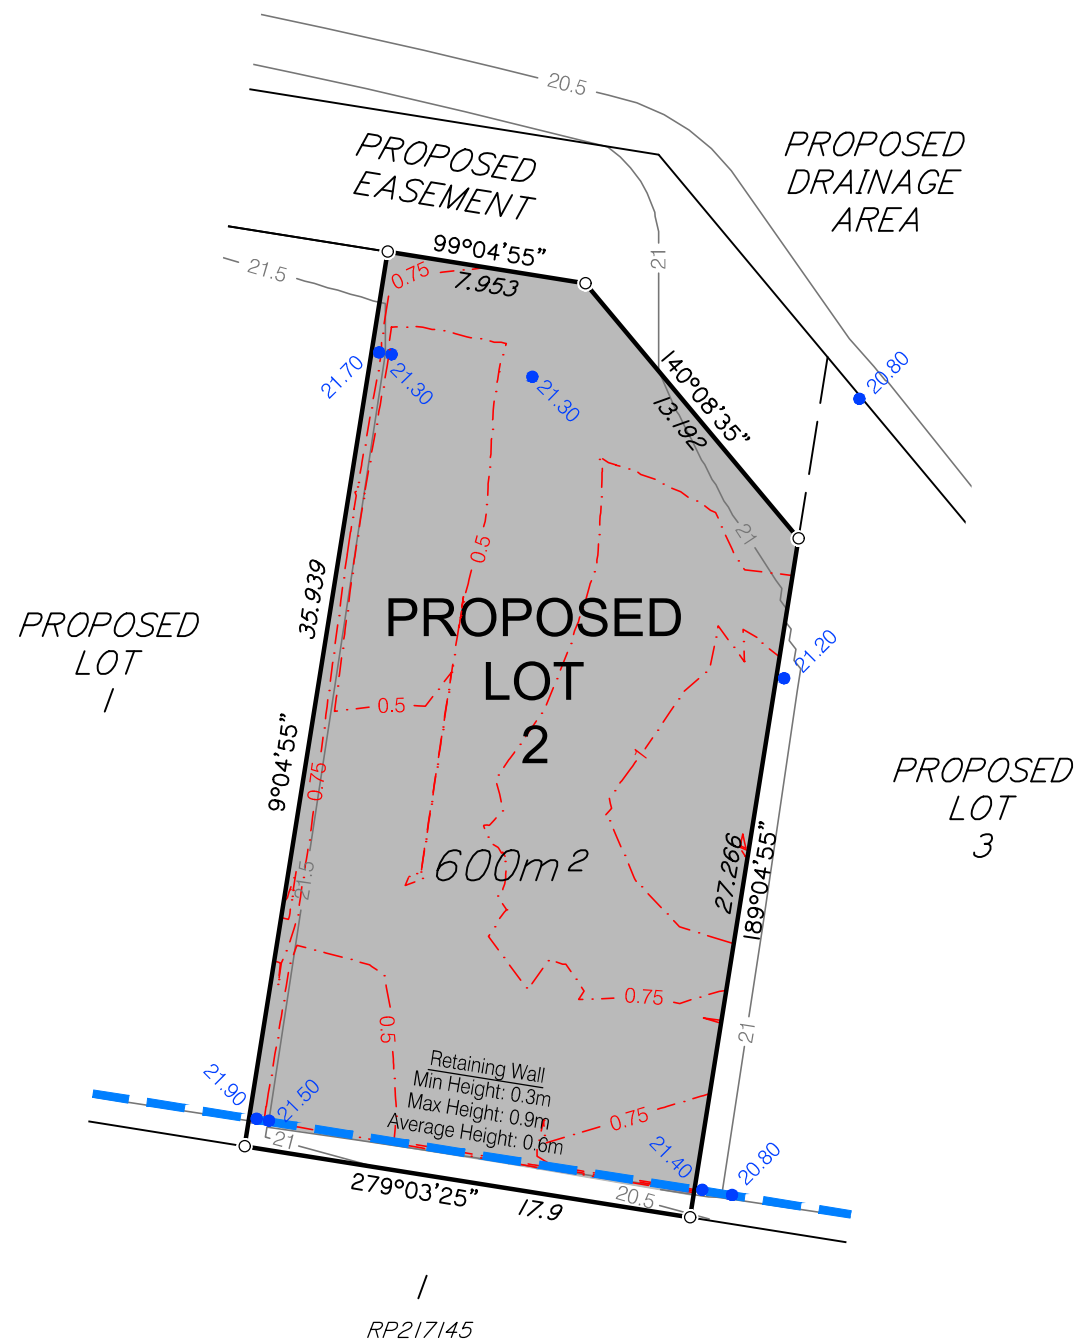 20.5
PROPOSED
EASEMENT
PROPOSED
DRAINAGE
AREA
99°04'55"
7.953
0.75
21.5
21
21.70
21.30
21.30
20.80
140°08'35"
13.192
21
0.5
35.939
PROPOSED
LOT
1
PROPOSED
LOT
2
21.20
0.5
9°04'55"
0.75
1
PROPOSED
LOT
3
600m²
21.5
27.266
189°04'55"
0.75
0.5
21
Retaining Wall
Min Height: 0.3m
Max Height: 0.9m
Average Height: 0.6m
0.75
21.90
21.50
21
21.40
20.80
20.5
279°03'25"
17.9
1
RP217145